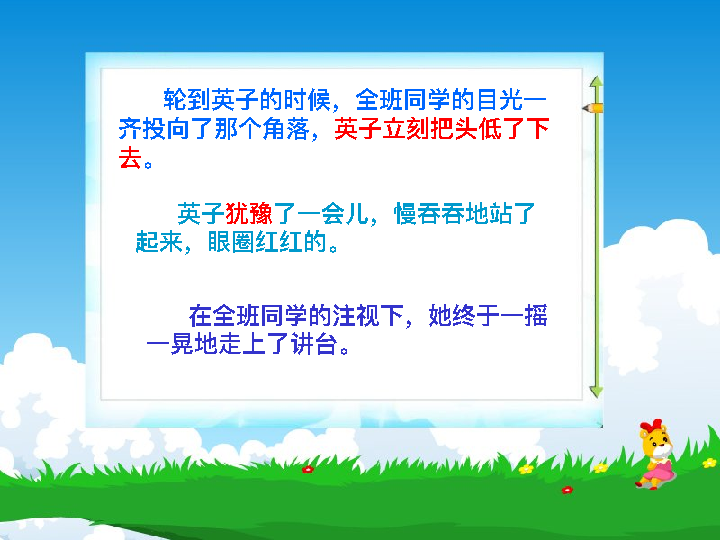 轮到英子的时候，全班同学的目光一
齐投向了那个角落，英子立刻把头低了下
去。
英子犹豫了一会儿，慢吞吞地站了
起来，眼圈红红的。
在全班同学的注视下，她终于一摇
一晃地走上了讲台。